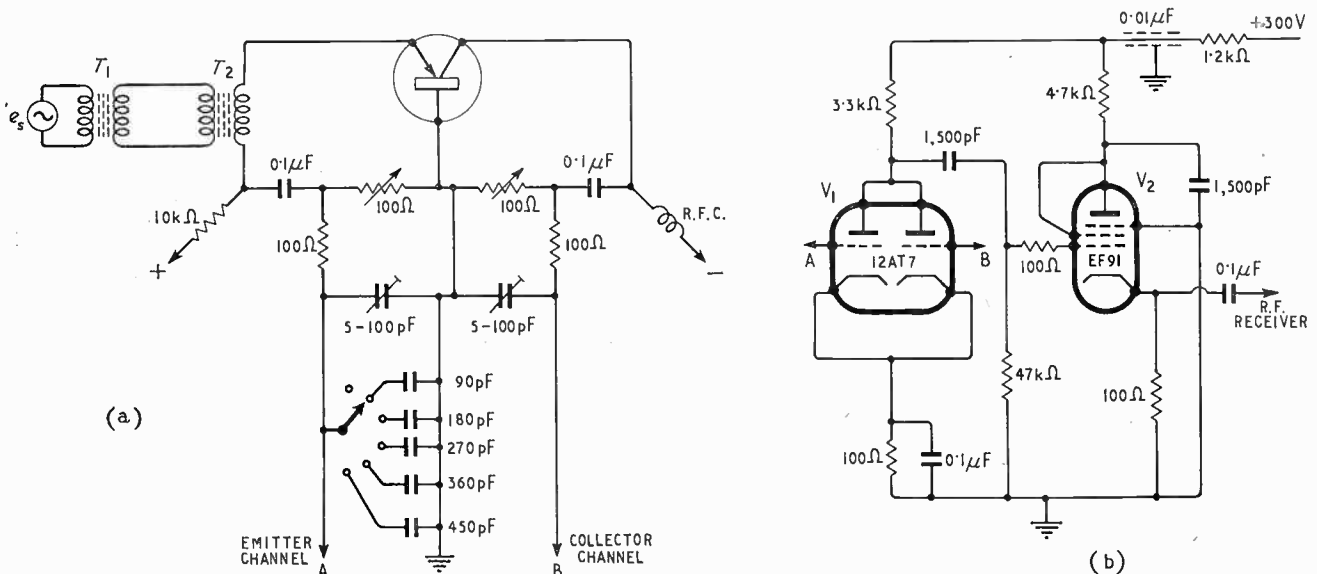 T₁
T₂
eₛ
0·1μF
0·1μF
100Ω
100Ω
10kΩ
+
100Ω
100Ω
R.F.C.
−
5-100pF
5-100pF
90pF
180pF
270pF
360pF
450pF
(a)
EMITTER
CHANNEL
A
COLLECTOR
CHANNEL
B
0·01μF
+300V
1·2kΩ
3·3kΩ
4·7kΩ
1,500pF
V₁
V₂
1,500pF
A
12AT7
B
100Ω
EF91
0·1μF
R.F.
RECEIVER
47kΩ
100Ω
100Ω
0·1μF
(b)